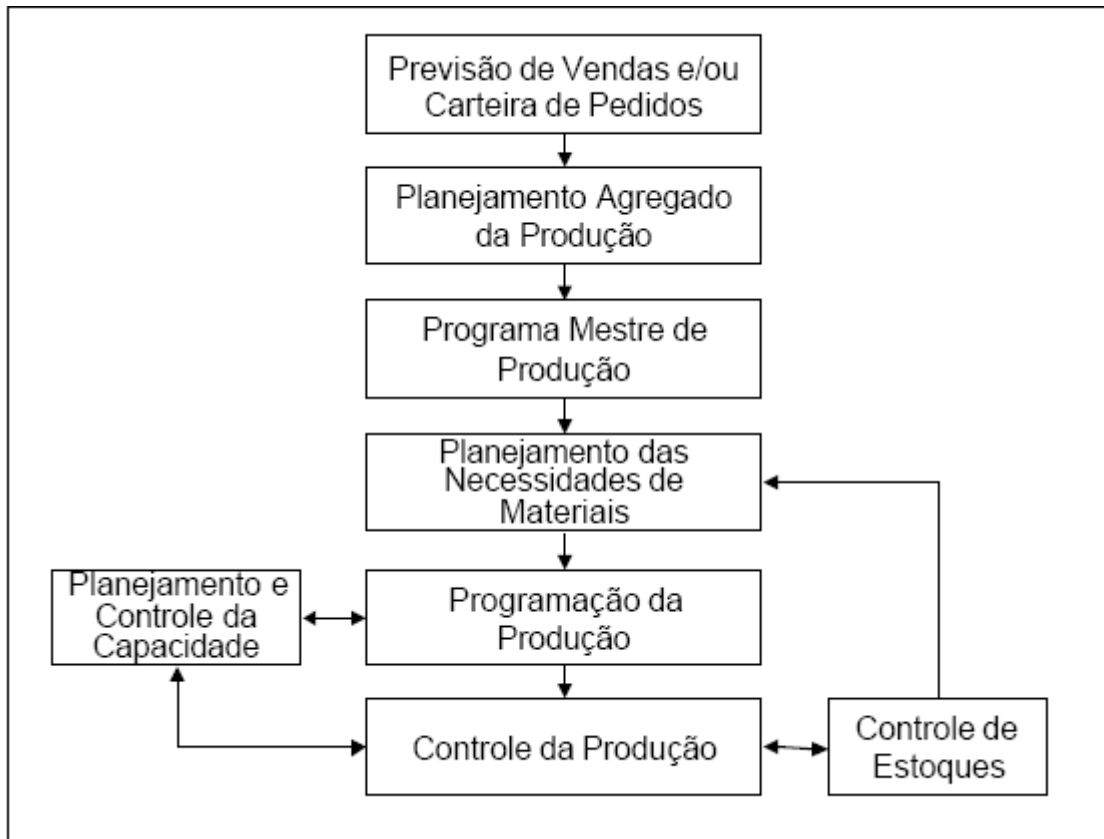 Previsão de Vendas e/ou
Carteira de Pedidos
Planejamento Agregado
da Produção
Programa Mestre de
Produção
Planejamento das
Necessidades de
Materiais
Planejamento e
Controle da
Capacidade
Programação da
Produção
Controle da Produção
Controle de
Estoques